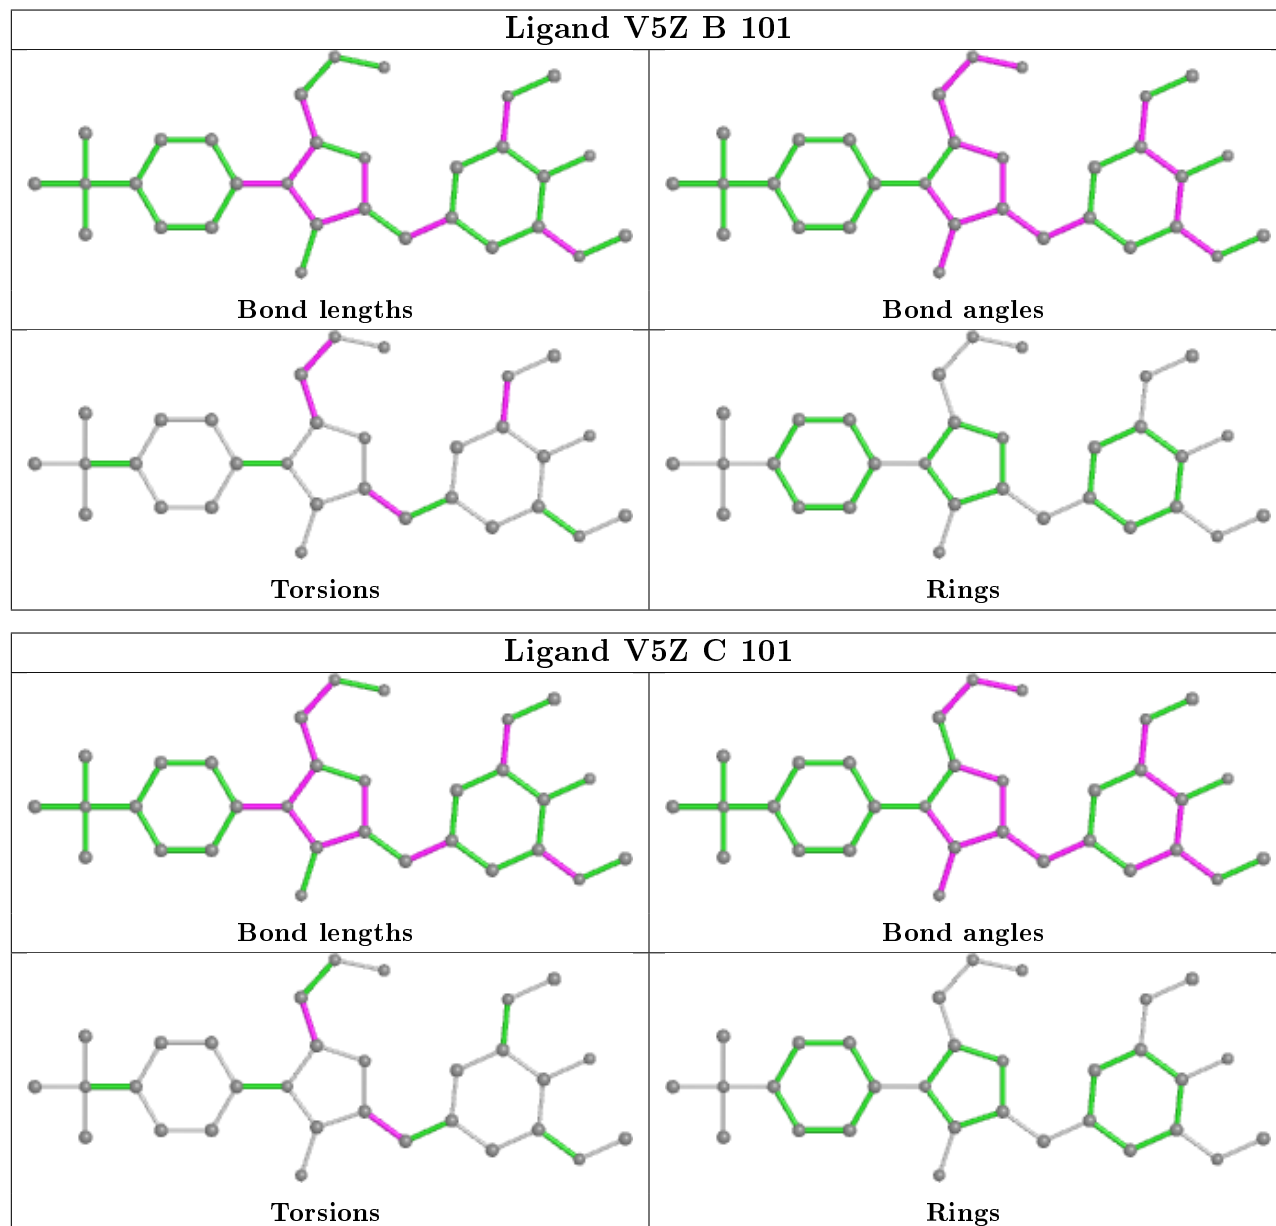 Ligand V5Z B 101
Bond lengths
Bond angles
Torsions
Rings
Ligand V5Z C 101
Bond lengths
Bond angles
Torsions
Rings